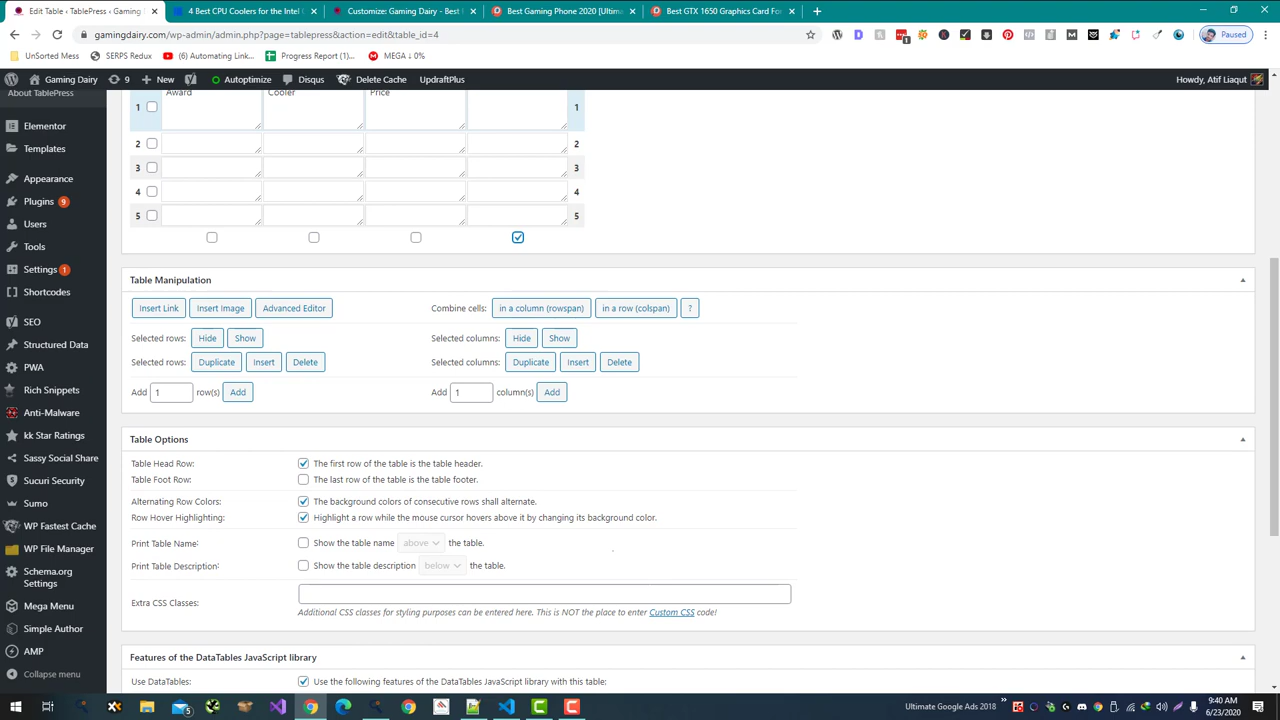 Edit Table ‹ TablePress ‹ Gaming
4 Best CPU Coolers for the Intel
Customize: Gaming Dairy - Best
Best Gaming Phone 2020 [Ultima
Best GTX 1650 Graphics Card For
gamingdairy.com/wp-admin/admin.php?page=tablepress&action=edit&table_id=4
Paused
UnSorted Meso
SERPS Redux
(6) Automating Link...
Progress Report (1)...
MEGA ↓ 0%
Gaming Dairy
9
New
Autoptimize
Disqus
Delete Cache
UpdraftPlus
Howdy, Atif Liaqut
About TablePress
Elementor
Templates
Appearance
Plugins 9
Users
Tools
Settings 1
Shortcodes
SEO
Structured Data
PWA
Rich Snippets
Anti-Malware
kk Star Ratings
Sassy Social Share
Sucuri Security
Sumo
WP Fastest Cache
WP File Manager
Schema.org
Settings
Mega Menu
Simple Author
AMP
Collapse menu
Award Cooler Price
1 1
2 2
3 3
4 4
5 5
Table Manipulation
Insert Link Insert Image Advanced Editor Combine cells: in a column (rowspan) in a row (colspan) ?
Selected rows: Hide Show Selected columns: Hide Show
Selected rows: Duplicate Insert Delete Selected columns: Duplicate Insert Delete
Add 1 row(s) Add Add 1 column(s) Add
Table Options
Table Head Row: The first row of the table is the table header.
Table Foot Row: The last row of the table is the table footer.
Alternating Row Colors: The background colors of consecutive rows shall alternate.
Row Hover Highlighting: Highlight a row while the mouse cursor hovers above it by changing its background color.
Print Table Name: Show the table name above the table.
Print Table Description: Show the table description below the table.
Extra CSS Classes:
Additional CSS classes for styling purposes can be entered here. This is NOT the place to enter Custom CSS code!
Features of the DataTables JavaScript library
Use DataTables: Use the following features of the DataTables JavaScript library with this table:
Ultimate Google Ads 2018
9:40 AM
6/23/2020